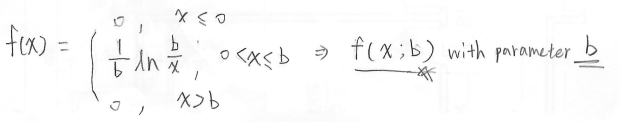 f(x) = { 0, x ≤ 0
1/b ln b/x, 0<x≤b ⇒ f(x;b) with parameter b
0, x>b